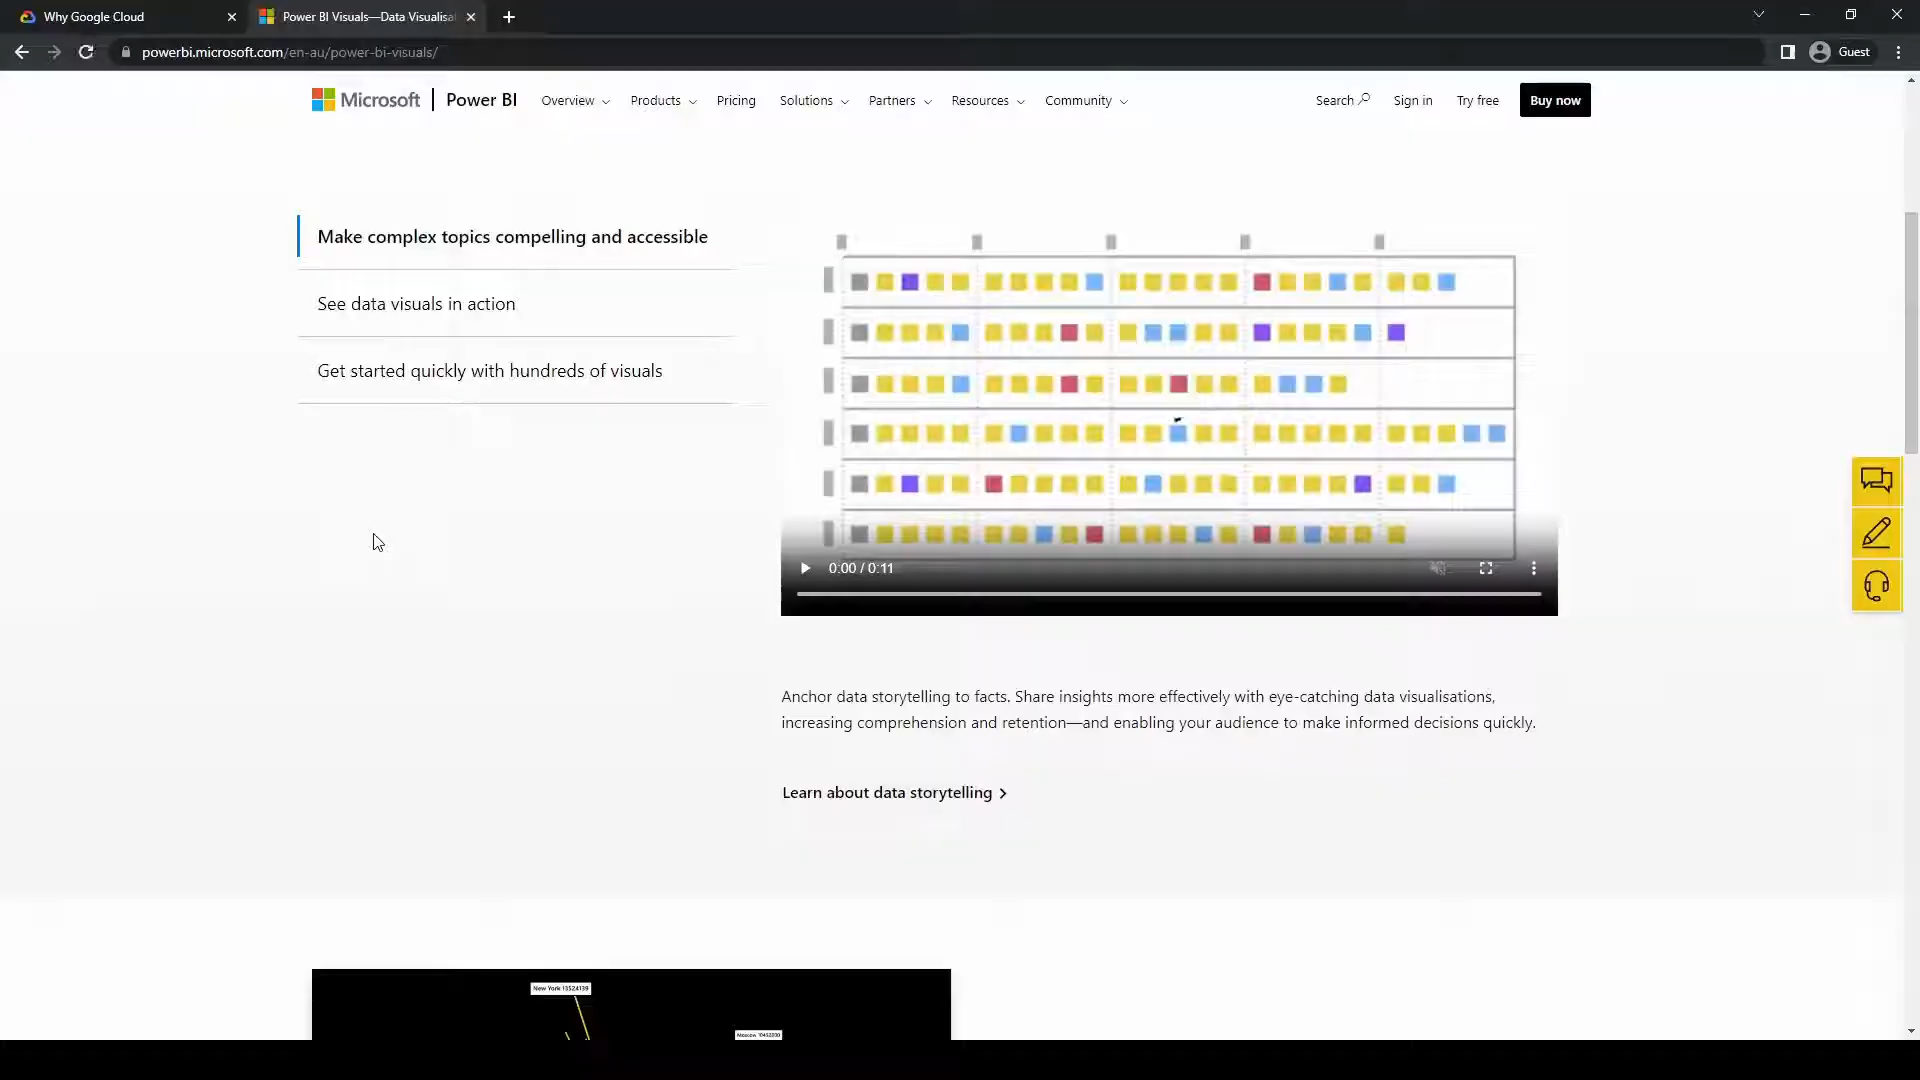 Why Google Cloud
Power BI Visuals—Data Visualisa
powerbi.microsoft.com/en-au/power-bi-visuals/
Guest
Microsoft
Power BI
Overview
Products
Pricing
Solutions
Partners
Resources
Community
Search
Sign in
Try free
Buy now
Make complex topics compelling and accessible
See data visuals in action
Get started quickly with hundreds of visuals
0:00 / 0:11
Anchor data storytelling to facts. Share insights more effectively with eye-catching data visualisations,
increasing comprehension and retention—and enabling your audience to make informed decisions quickly.
Learn about data storytelling
New York 13524139
Moscow